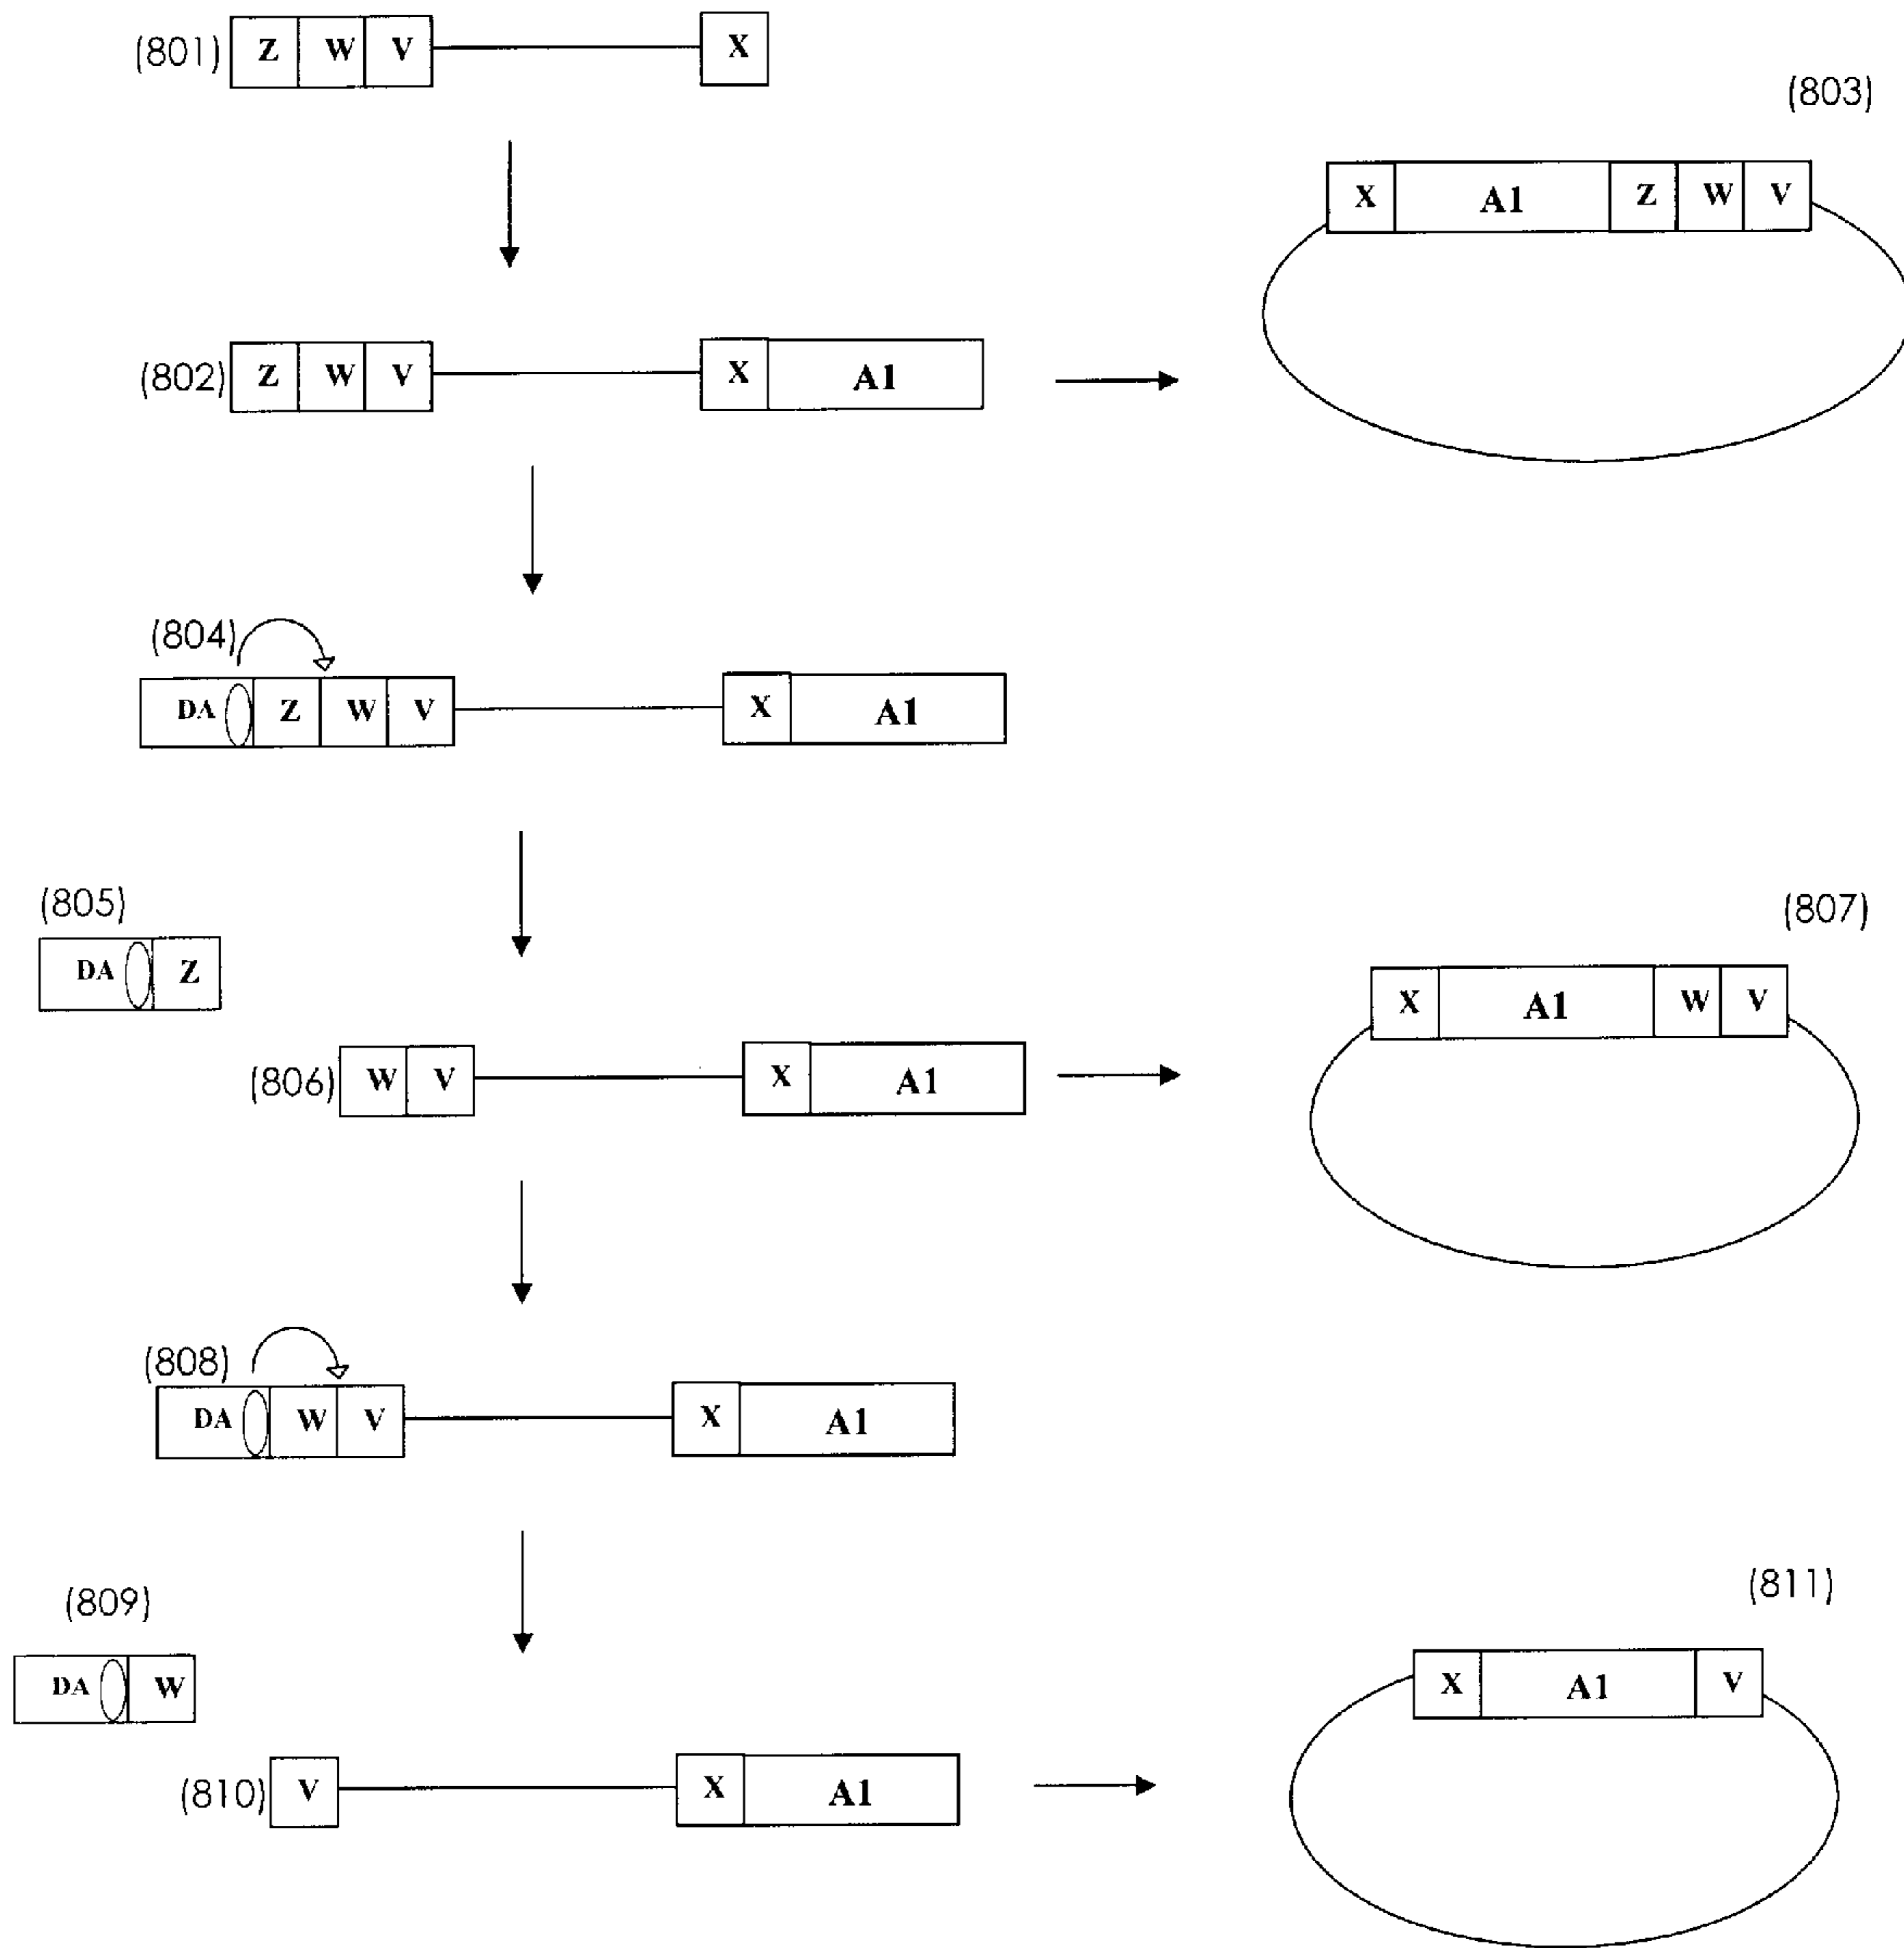 (801) Z W V X
(803)
X A1 Z W V
(802) Z W V X A1
(804)
DA Z W V X A1
(805)
DA Z
(807)
X A1 W V
(806) W V X A1
(808)
DA W V X A1
(809)
DA W
(811)
X A1 V
(810) V X A1